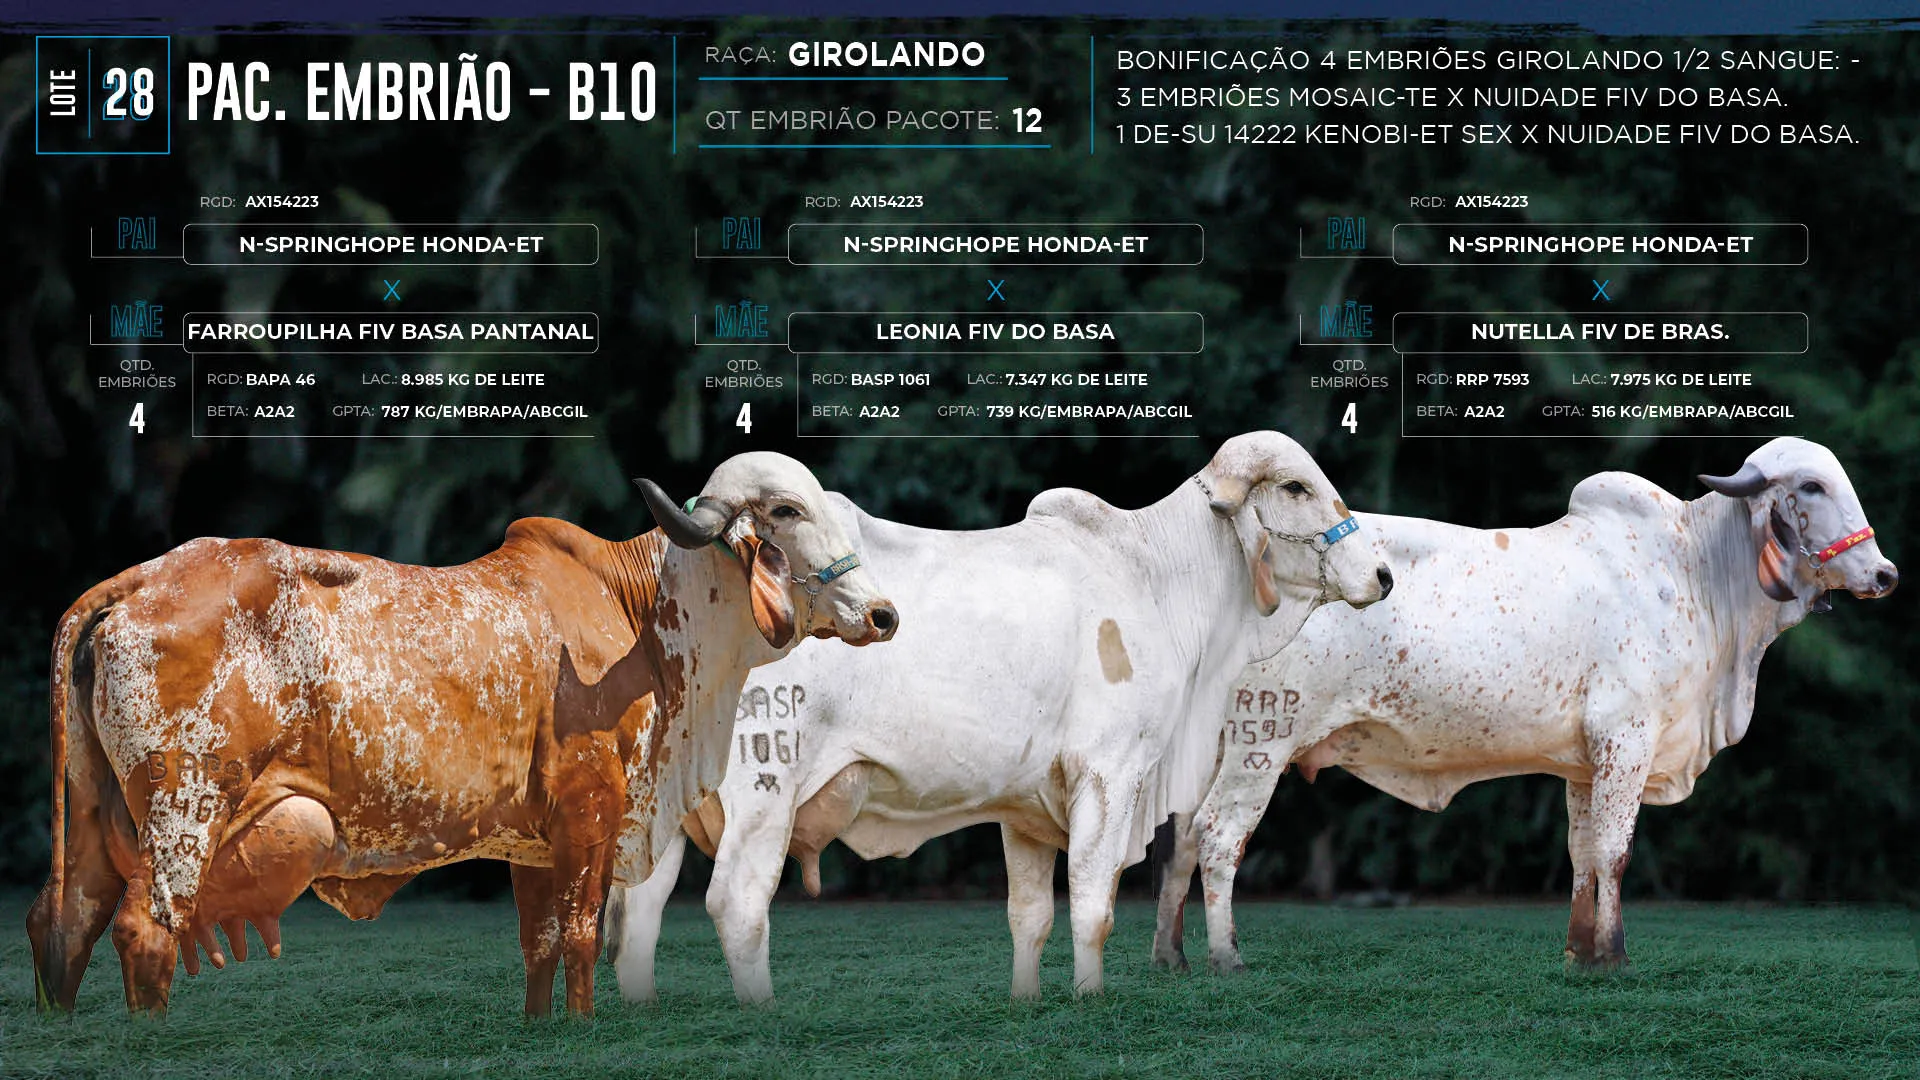 LOTE 28
PAC. EMBRIÃO - B10
RAÇA: GIROLANDO
QT EMBRIÃO PACOTE: 12
BONIFICAÇÃO 4 EMBRIÕES GIROLANDO 1/2 SANGUE: -
3 EMBRIÕES MOSAIC-TE X NUIDADE FIV DO BASA.
1 DE-SU 14222 KENOBI-ET SEX X NUIDADE FIV DO BASA.
RGD: AX154223
PAI
N-SPRINGHOPE HONDA-ET
X
MÃE
FARROUPILHA FIV BASA PANTANAL
QTD.
EMBRIÕES
4
RGD: BAPA 46 LAC.: 8.985 KG DE LEITE
BETA: A2A2 GPTA: 787 KG/EMBRAPA/ABCGIL
RGD: AX154223
PAI
N-SPRINGHOPE HONDA-ET
X
MÃE
LEONIA FIV DO BASA
QTD.
EMBRIÕES
4
RGD: BASP 1061 LAC.: 7.347 KG DE LEITE
BETA: A2A2 GPTA: 739 KG/EMBRAPA/ABCGIL
RGD: AX154223
PAI
N-SPRINGHOPE HONDA-ET
X
MÃE
NUTELLA FIV DE BRAS.
QTD.
EMBRIÕES
4
RGD: RRP 7593 LAC.: 7.975 KG DE LEITE
BETA: A2A2 GPTA: 516 KG/EMBRAPA/ABCGIL
46
BASP
1061
RRP
7593